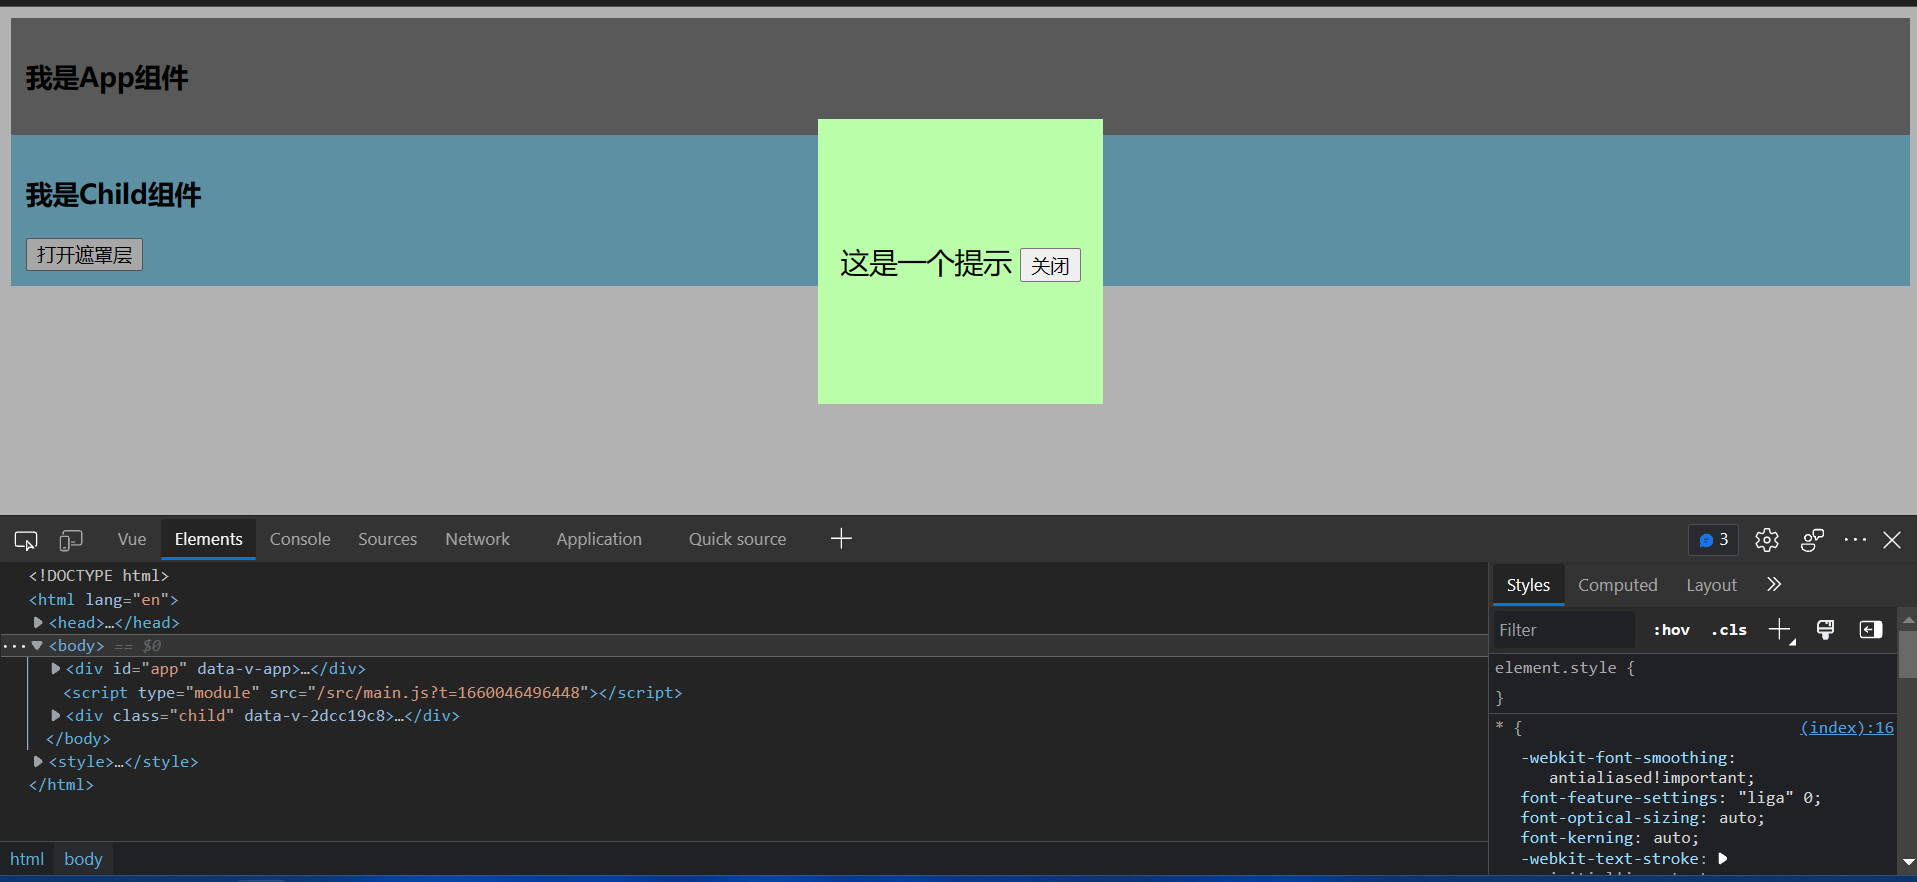 我是App组件
我是Child组件
打开遮罩层
这是一个提示 关闭
Vue Elements Console Sources Network Application Quick source 3
<!DOCTYPE html>
<html lang="en">
<head>…</head>
<body> == $0
<div id="app" data-v-app>…</div>
<script type="module" src="/src/main.js?t=1660046496448"></script>
<div class="child" data-v-2dcc19c8>…</div>
</body>
<style>…</style>
</html>
html body
Styles Computed Layout
Filter :hov .cls
element.style {
}
* { (index):16
-webkit-font-smoothing:
antialiased!important;
font-feature-settings: "liga" 0;
font-optical-sizing: auto;
font-kerning: auto;
-webkit-text-stroke: